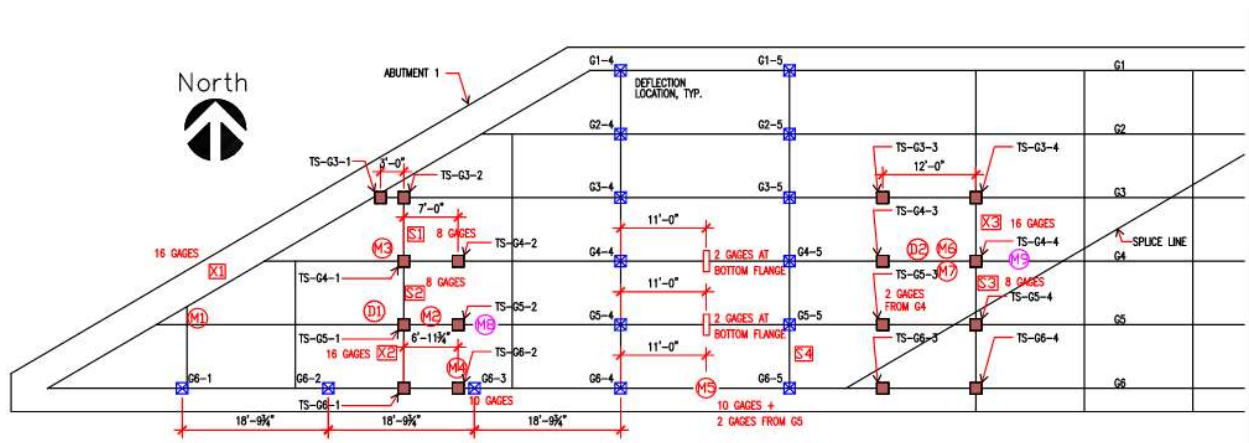 North
ABUTMENT 1
G1-4
G1-5
G1
DEFLECTION
LOCATION, TYP.
G2-4
G2-5
G2
TS-G3-1
3'-0"
TS-G3-2
G3-4
G3-5
TS-G3-3
TS-G3-4
12'-0"
G3
7'-0"
S1
8 GAGES
M3
16 GAGES
X1
TS-G4-2
TS-G4-1
11'-0"
G4-4
2 GAGES AT
BOTTOM FLANGE
G4-5
TS-G4-3
D2
M6
M7
X3
16 GAGES
TS-G4-4
M9
SPLICE LINE
G4
8 GAGES
S2
M1
D1
M2
TS-G5-2
M8
TS-G5-1
6'-11¾"
11'-0"
G5-4
2 GAGES AT
BOTTOM FLANGE
G5-5
TS-G5-3
2 GAGES
FROM G4
S3
8 GAGES
TS-G5-4
G5
16 GAGES
X2
M4
TS-G6-2
11'-0"
S4
TS-G6-3
TS-G6-4
G6-1
G6-2
TS-G6-1
G6-3
10 GAGES
G6-4
M5
G6-5
G6
10 GAGES +
2 GAGES FROM G5
18'-9¾"
18'-9¾"
18'-9¾"